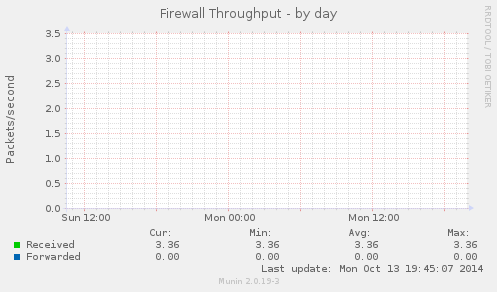 Firewall Throughput - by day
RRDTOOL / TOBI OETIKER
Packets/second
3.5
3.0
2.5
2.0
1.5
1.0
0.5
0.0
Sun 12:00 Mon 00:00 Mon 12:00
Cur: Min: Avg: Max:
Received 3.36 3.36 3.36 3.36
Forwarded 0.00 0.00 0.00 0.00
Last update: Mon Oct 13 19:45:07 2014
Munin 2.0.19-3